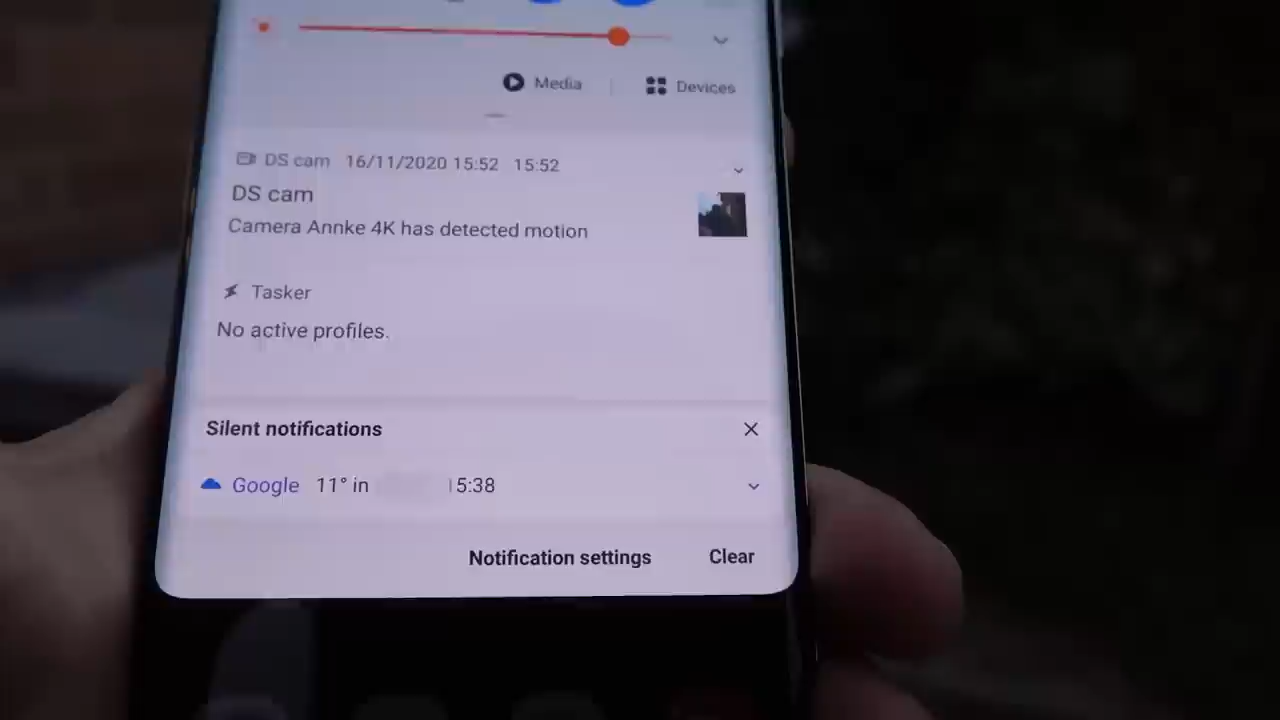 Media
Devices
DS cam 16/11/2020 15:52 15:52
DS cam
Camera Annke 4K has detected motion
Tasker
No active profiles.
Silent notifications
Google 11° in 15:38
Notification settings
Clear